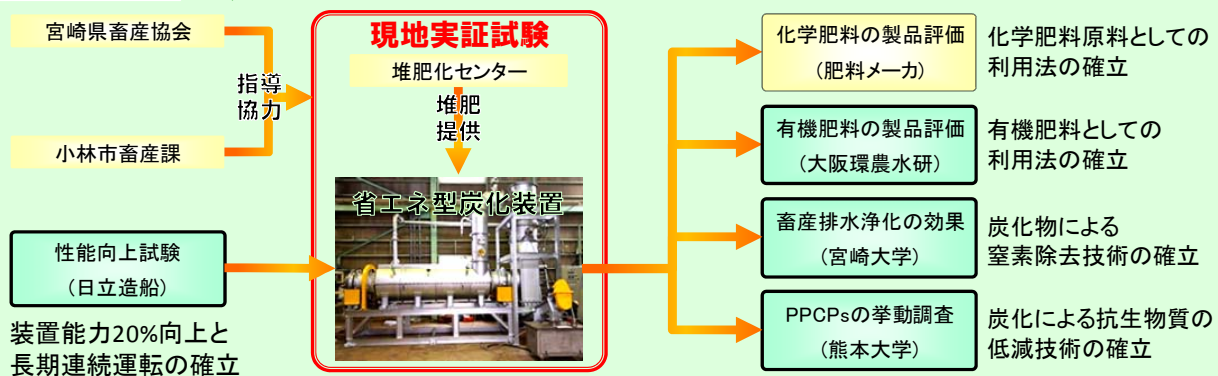 宮崎県畜産協会
指導
協力
小林市畜産課
性能向上試験
(日立造船)
装置能力20%向上と
長期連続運転の確立
現地実証試験
堆肥化センター
堆肥
提供
省エネ型炭化装置
化学肥料の製品評価
(肥料メーカ)
化学肥料原料としての
利用法の確立
有機肥料の製品評価
(大阪環農水研)
有機肥料としての
利用法の確立
畜産排水浄化の効果
(宮崎大学)
炭化物による
窒素除去技術の確立
PPCPsの挙動調査
(熊本大学)
炭化による抗生物質の
低減技術の確立